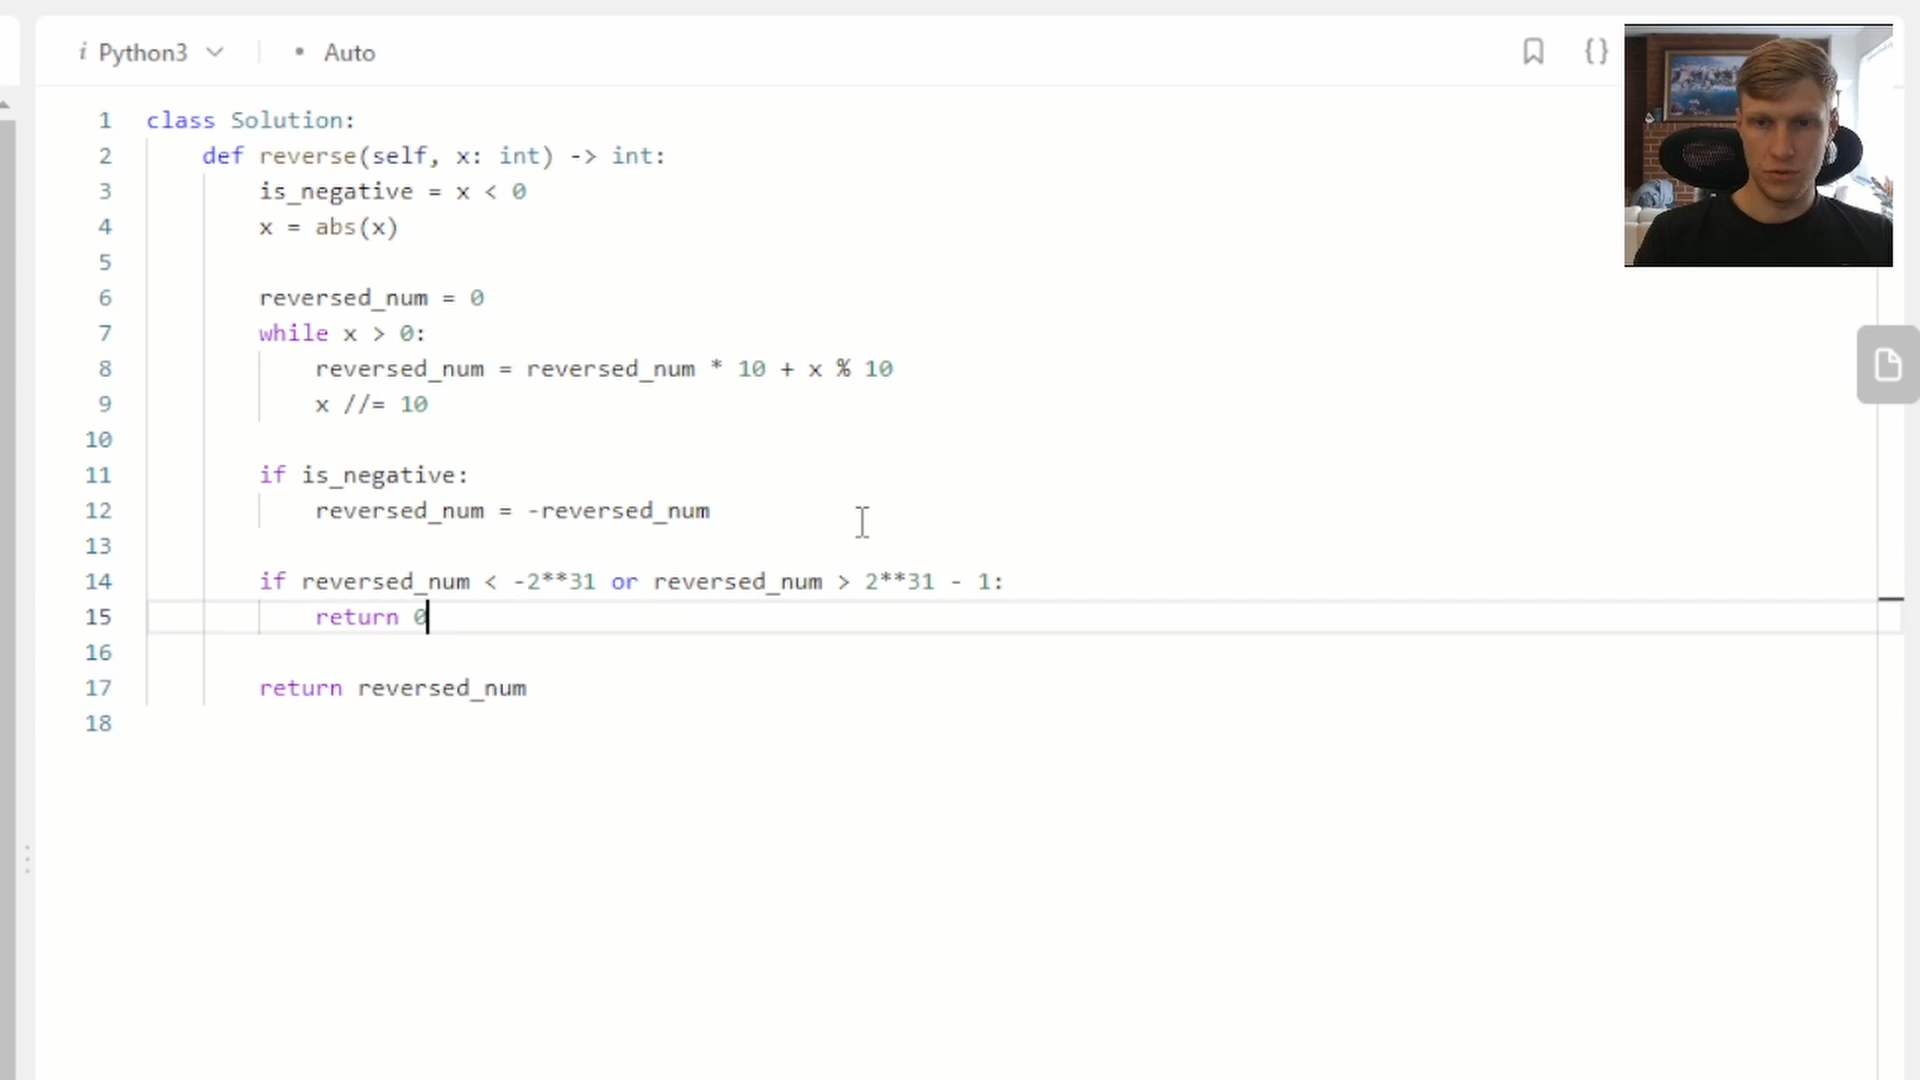 i Python3 • Auto {}
1 class Solution:
2 def reverse(self, x: int) -> int:
3 is_negative = x < 0
4 x = abs(x)
5
6 reversed_num = 0
7 while x > 0:
8 reversed_num = reversed_num * 10 + x % 10
9 x //= 10
10
11 if is_negative:
12 reversed_num = -reversed_num
13
14 if reversed_num < -2**31 or reversed_num > 2**31 - 1:
15 return 0
16
17 return reversed_num
18